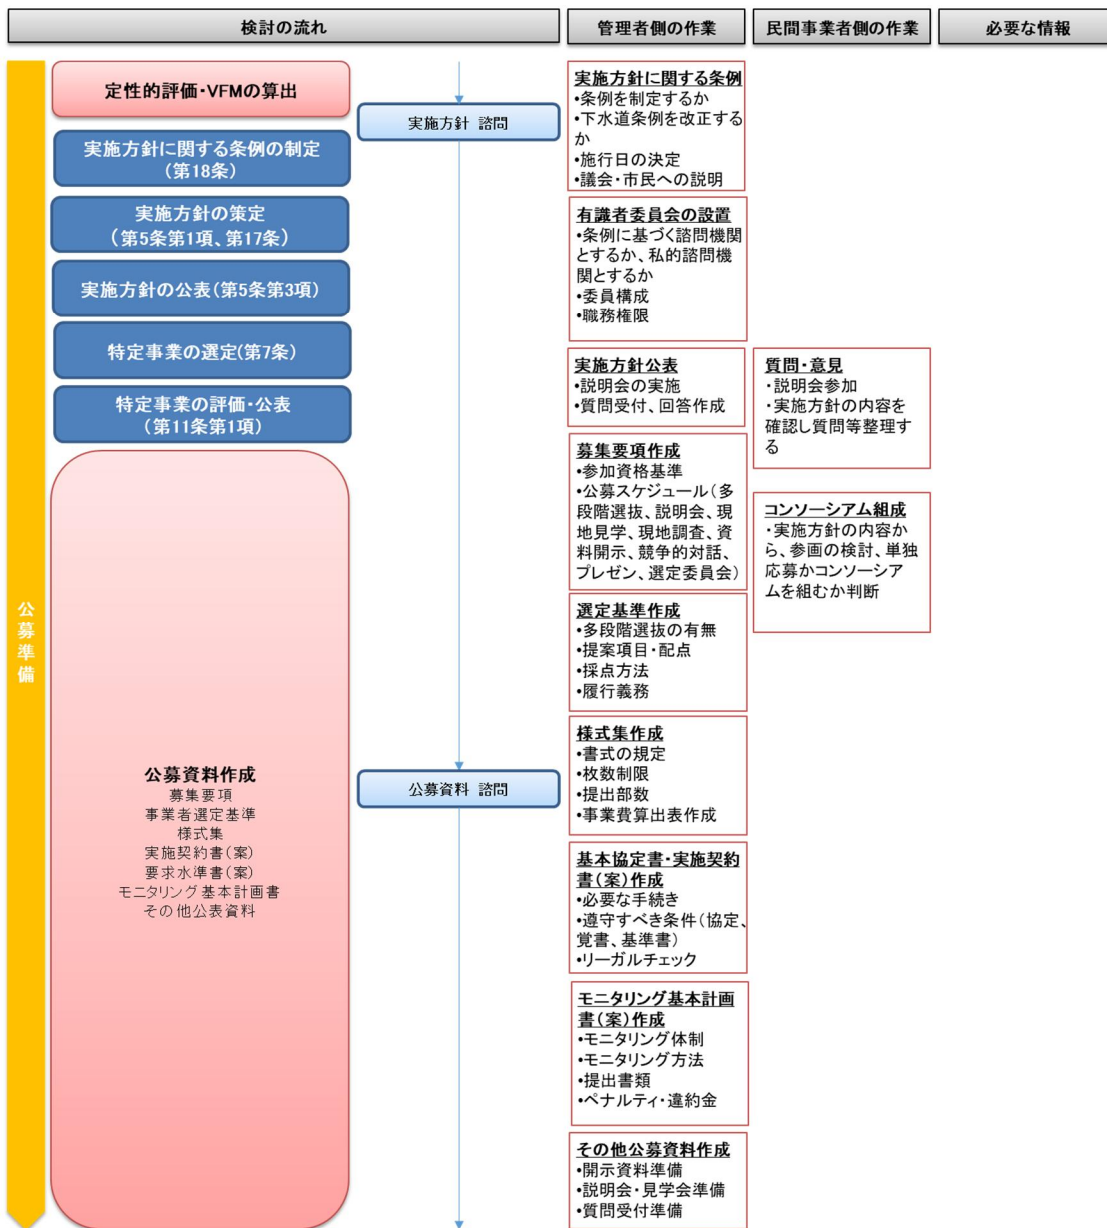 検討の流れ
管理者側の作業
民間事業者側の作業
必要な情報
公募準備
定性的評価・VFMの算出
実施方針に関する条例の制定
(第18条)
実施方針の策定
(第5条第1項、第17条)
実施方針の公表(第5条第3項)
特定事業の選定(第7条)
特定事業の評価・公表
(第11条第1項)
公募資料作成
募集要項
事業者選定基準
様式集
実施契約書(案)
要求水準書(案)
モニタリング基本計画書
その他公表資料
実施方針 諮問
公募資料 諮問
実施方針に関する条例
•条例を制定するか
•下水道条例を改正する
か
•施行日の決定
•議会・市民への説明
有識者委員会の設置
•条例に基づく諮問機関
とするか、私的諮問機
関とするか
•委員構成
•職務権限
実施方針公表
•説明会の実施
•質問受付、回答作成
募集要項作成
•参加資格基準
•公募スケジュール(多
段階選抜、説明会、現
地見学、現地調査、資
料開示、競争的対話、
プレゼン、選定委員会)
選定基準作成
•多段階選抜の有無
•提案項目・配点
•採点方法
•履行義務
様式集作成
•書式の規定
•枚数制限
•提出部数
•事業費算出表作成
基本協定書・実施契約
書(案)作成
•必要な手続き
•遵守すべき条件(協定、
覚書、基準書)
•リーガルチェック
モニタリング基本計画
書(案)作成
•モニタリング体制
•モニタリング方法
•提出書類
•ペナルティ・違約金
その他公募資料作成
•開示資料準備
•説明会・見学会準備
•質問受付準備
質問・意見
・説明会参加
・実施方針の内容を
確認し質問等整理す
る
コンソーシアム組成
・実施方針の内容か
ら、参画の検討、単独
応募かコンソーシア
ムを組むか判断